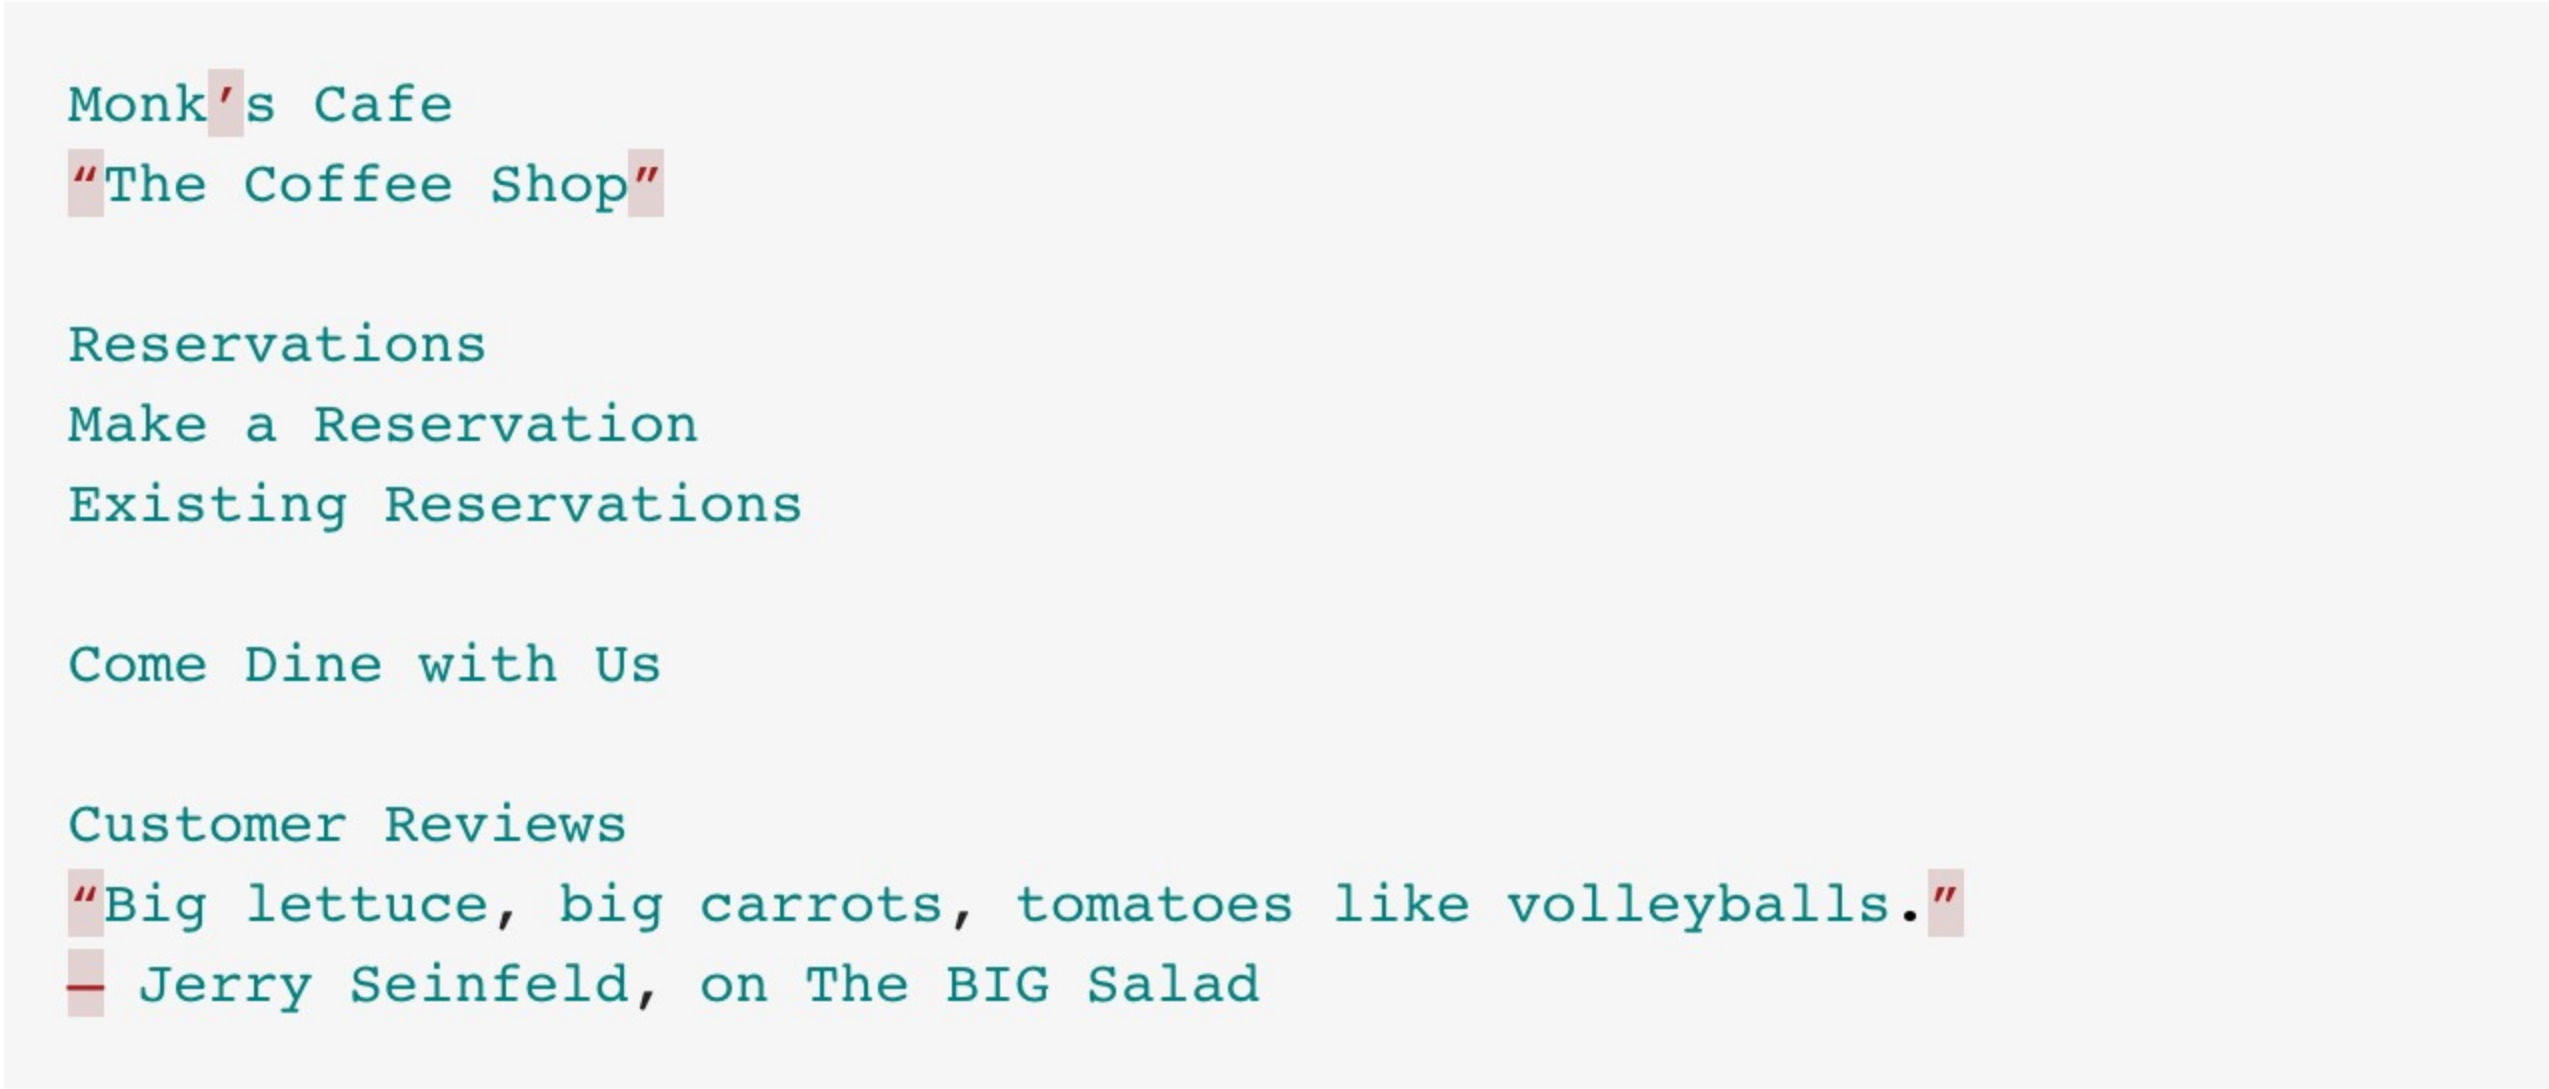 Monk’s Cafe
“The Coffee Shop”
Reservations
Make a Reservation
Existing Reservations
Come Dine with Us
Customer Reviews
“Big lettuce, big carrots, tomatoes like volleyballs.”
— Jerry Seinfeld, on The BIG Salad